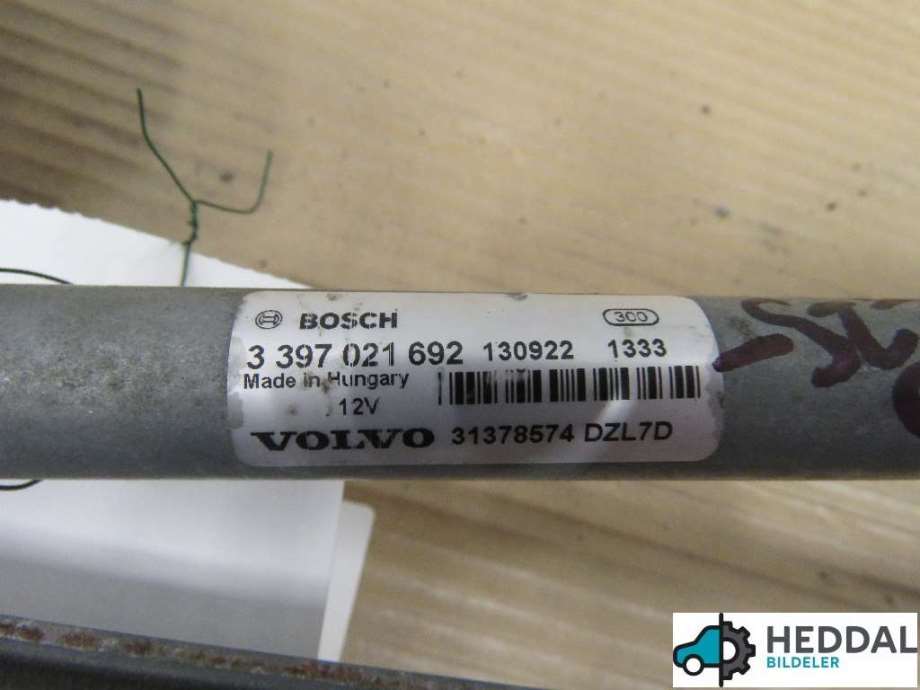 BOSCH
300
3 397 021 692 130922 1333
Made in Hungary
12V
VOLVO 31378574 DZL7D
HEDDAL
BILDELER